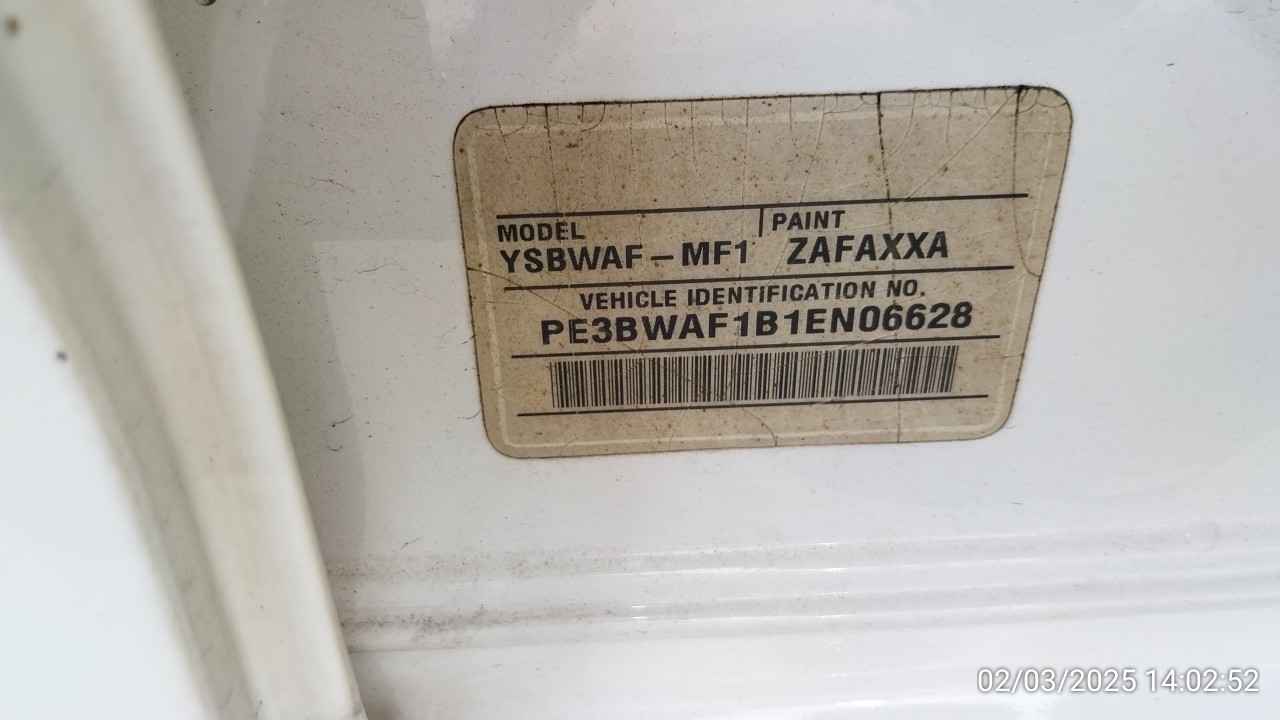 MODEL PAINT
YSBWAF-MF1 ZAFAXXA
VEHICLE IDENTIFICATION NO.
PE3BWAF1B1EN06628
02/03/2025 14:02:52